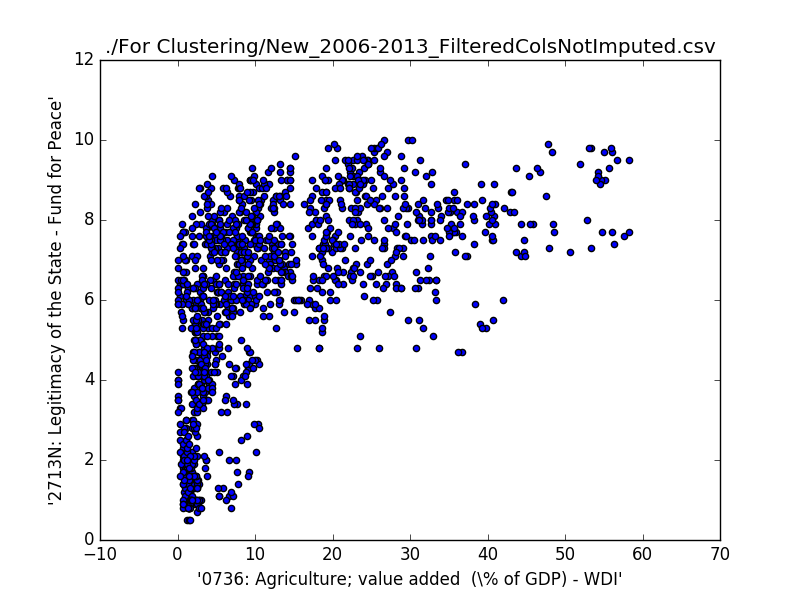 ./For Clustering/New_2006-2013_FilteredColsNotImputed.csv
12
10
8
6
4
2
0
'2713N: Legitimacy of the State - Fund for Peace'
−10 0 10 20 30 40 50 60 70
'0736: Agriculture; value added (\% of GDP) - WDI'